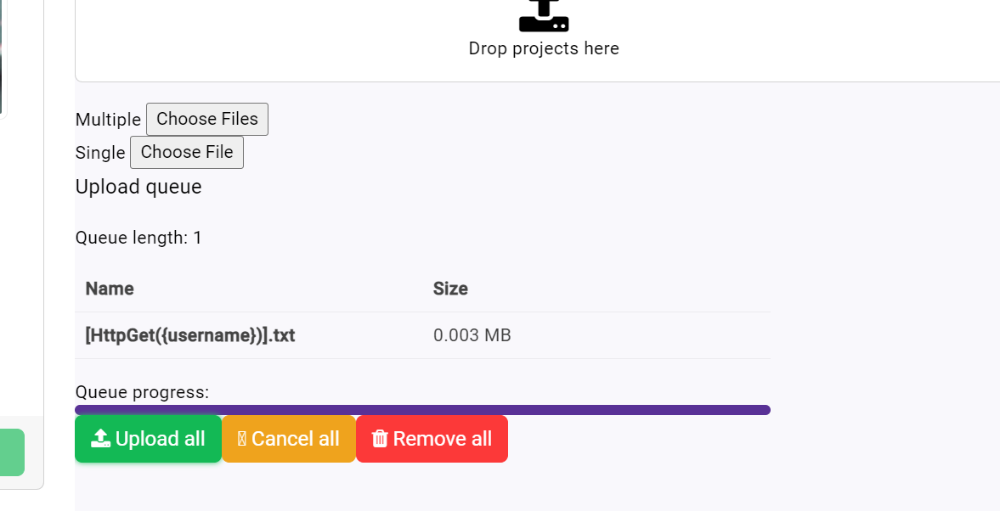 Drop projects here
Multiple Choose Files
Single Choose File
Upload queue
Queue length: 1
Name Size
[HttpGet({username})].txt 0.003 MB
Queue progress:
Upload all Cancel all Remove all